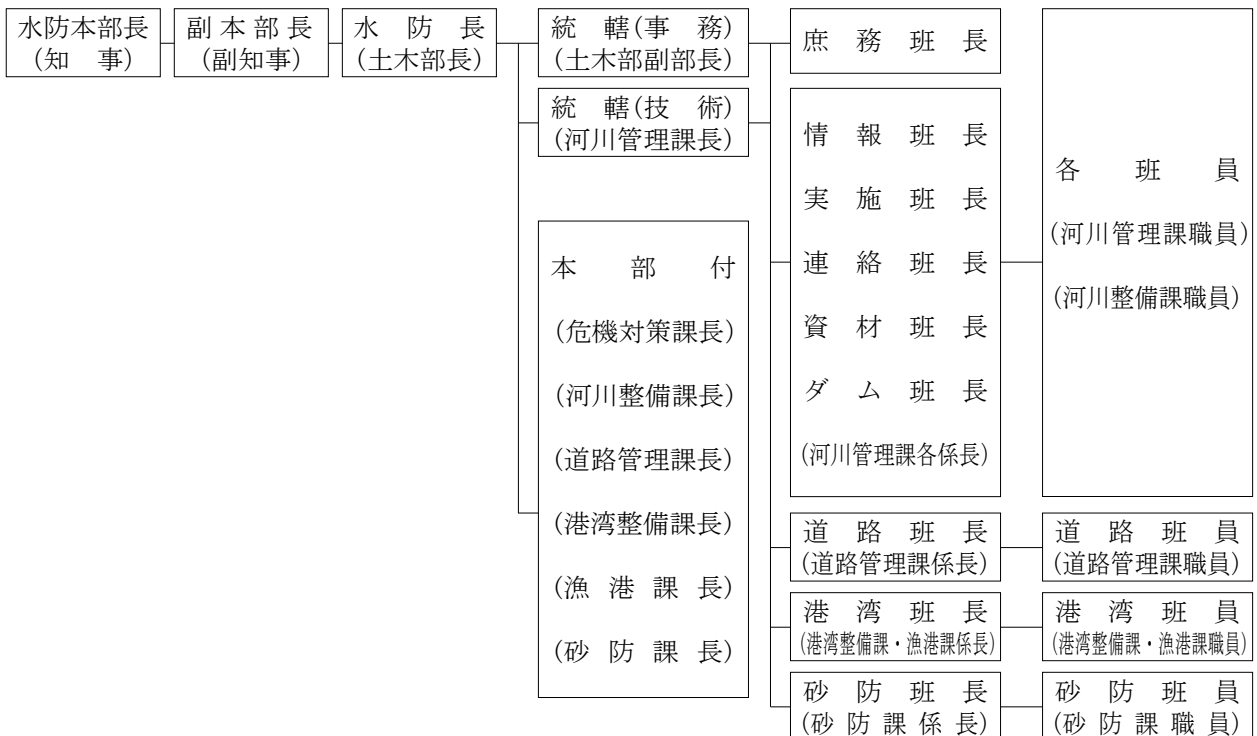 水防本部長
(知　事)
副本部長
(副知事)
水防長
(土木部長)
統轄(事務)
(土木部副部長)
統轄(技術)
(河川管理課長)
本部付
(危機対策課長)
(河川整備課長)
(道路管理課長)
(港湾整備課長)
(漁港課長)
(砂防課長)
庶務班長
情報班長
実施班長
連絡班長
資材班長
ダム班長
(河川管理課各係長)
各班員
(河川管理課職員)
(河川整備課職員)
道路班長
(道路管理課係長)
道路班員
(道路管理課職員)
港湾班長
(港湾整備課・漁港課係長)
港湾班員
(港湾整備課・漁港課職員)
砂防班長
(砂防課係長)
砂防班員
(砂防課職員)